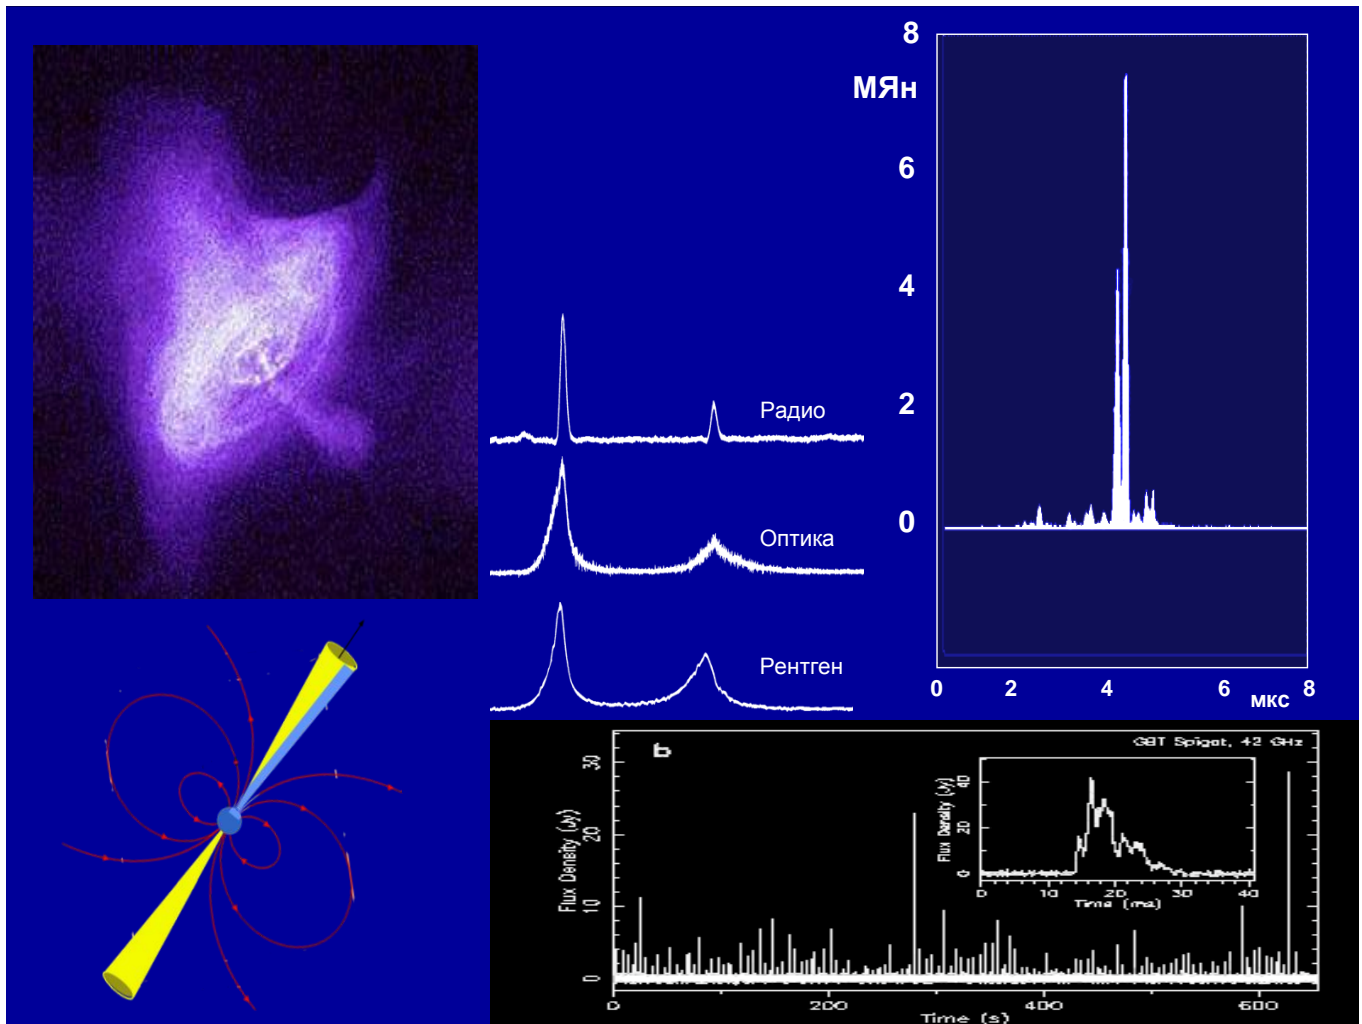 8
МЯн
6
4
2
0
0 2 4 6 8
мкс
Радио
Оптика
Рентген
b
GBT Spigot, 42 GHz
Flux Density (Jy)
30
20
10
0
Flux Density (Jy)
40
20
0
0 10 20 30 40
Time (ms)
0 200 400 600
Time (s)